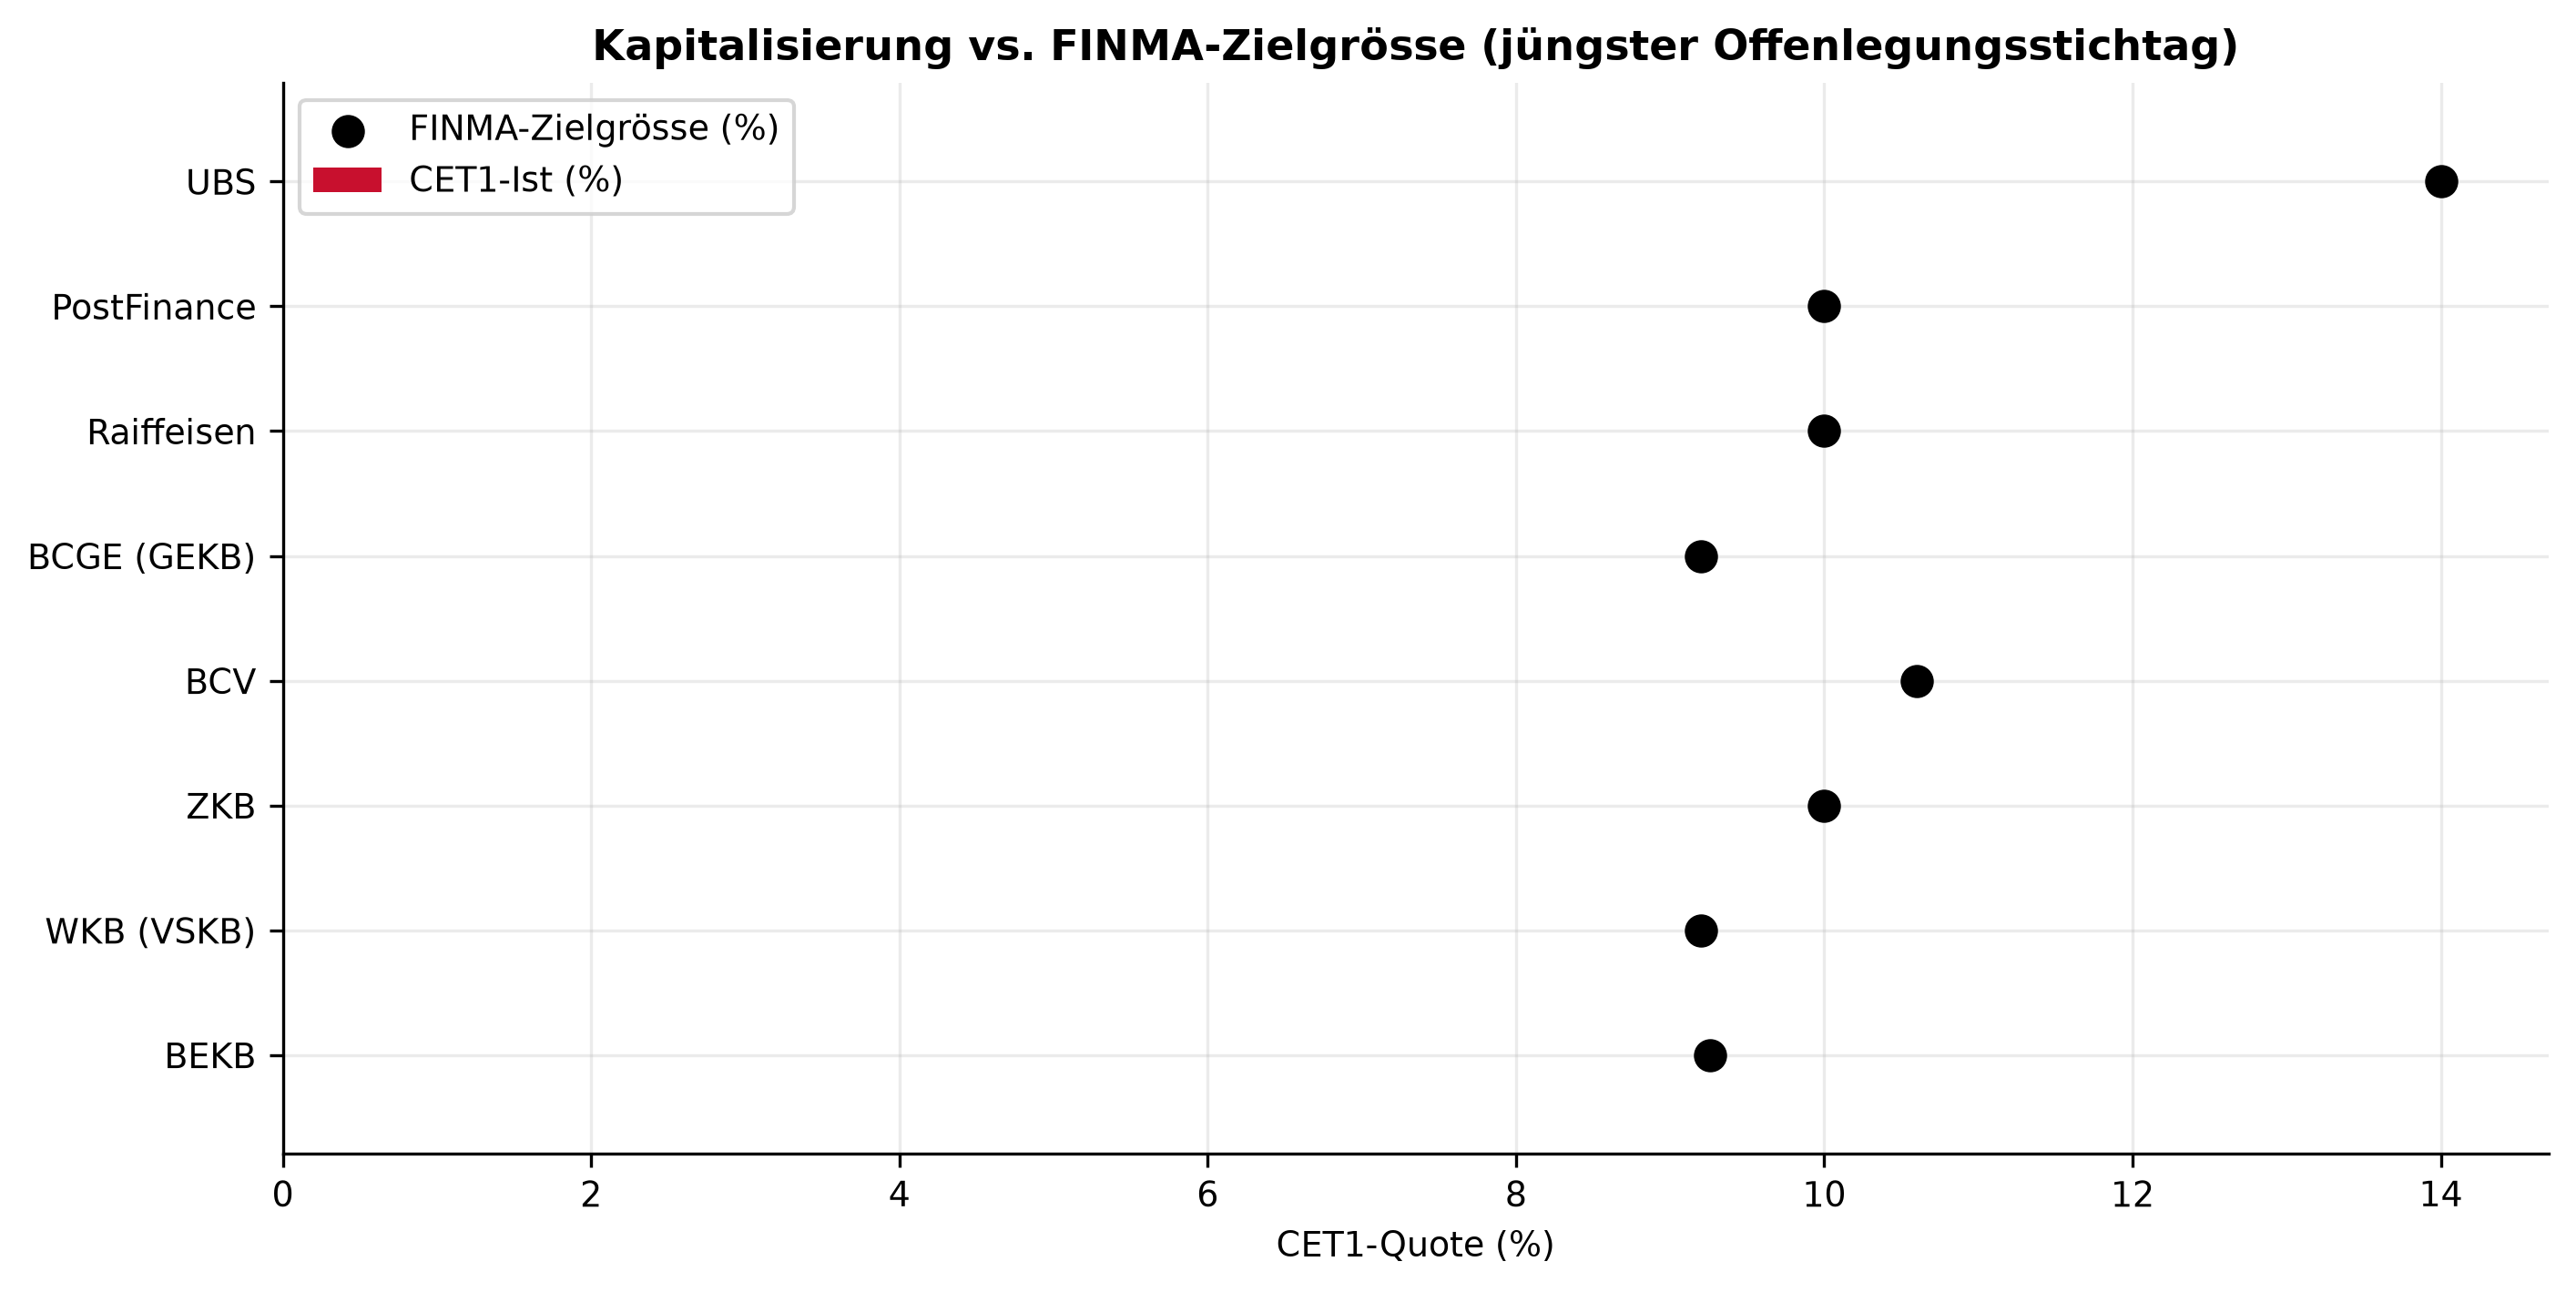 Kapitalisierung vs. FINMA-Zielgrösse (jüngster Offenlegungsstichtag)
FINMA-Zielgrösse (%)
CET1-Ist (%)
UBS
PostFinance
Raiffeisen
BCGE (GEKB)
BCV
ZKB
WKB (VSKB)
BEKB
0 2 4 6 8 10 12 14
CET1-Quote (%)